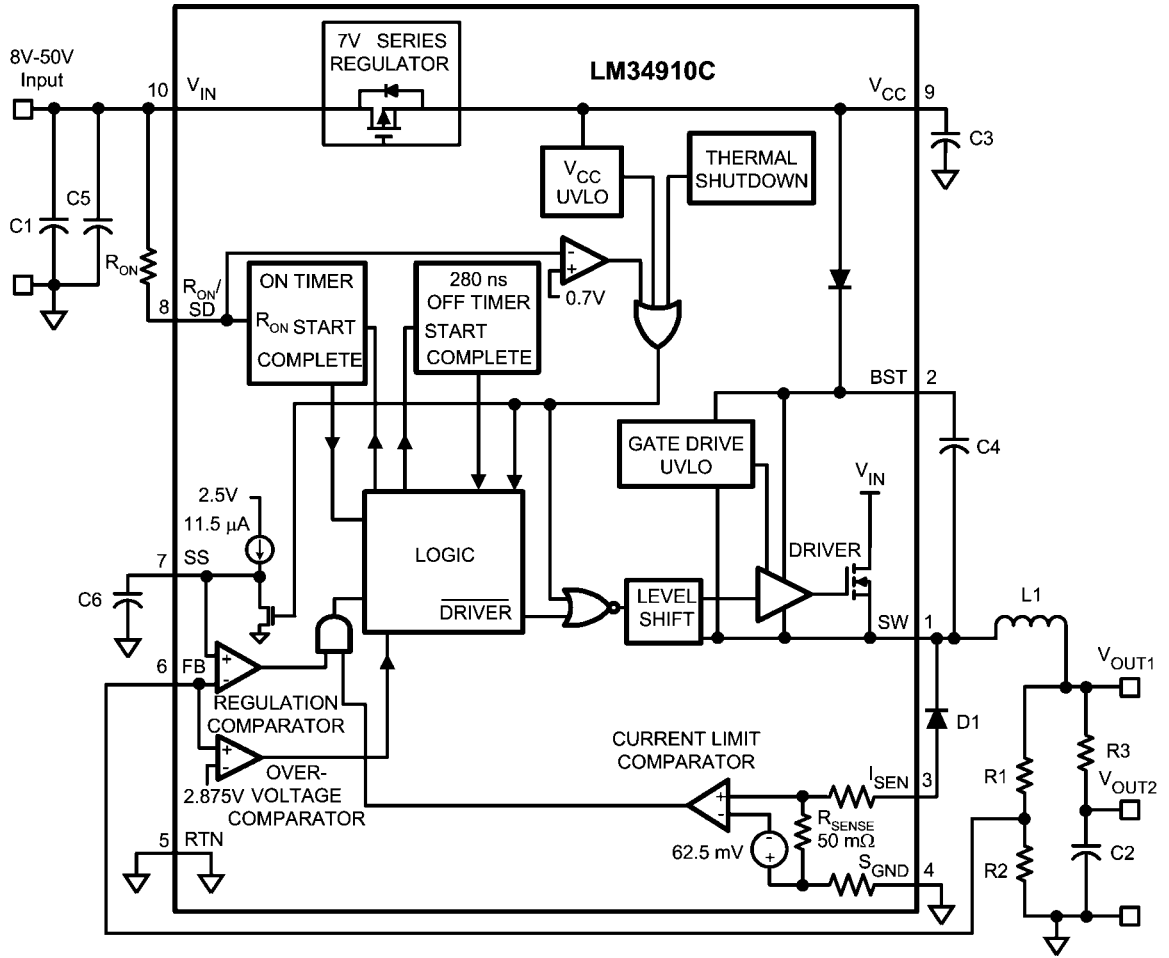 8V-50V
Input
7V SERIES
REGULATOR
LM34910C
10
V_IN
V_CC
9
C3
V_CC
UVLO
THERMAL
SHUTDOWN
C1
C5
R_ON
R_ON/
SD
8
ON TIMER
R_ON START
COMPLETE
280 ns
OFF TIMER
START
COMPLETE
-
+
0.7V
BST
2
C4
GATE DRIVE
UVLO
V_IN
2.5V
11.5 µA
7
SS
C6
LOGIC
DRIVER
DRIVER
LEVEL
SHIFT
SW
1
L1
6
FB
+
-
REGULATION
COMPARATOR
V_OUT1
D1
+
-
2.875V
OVER-
VOLTAGE
COMPARATOR
CURRENT LIMIT
COMPARATOR
I_SEN
3
+
-
R1
R3
V_OUT2
R_SENSE
50 mΩ
-
+
62.5 mV
5
RTN
S_GND
4
R2
C2